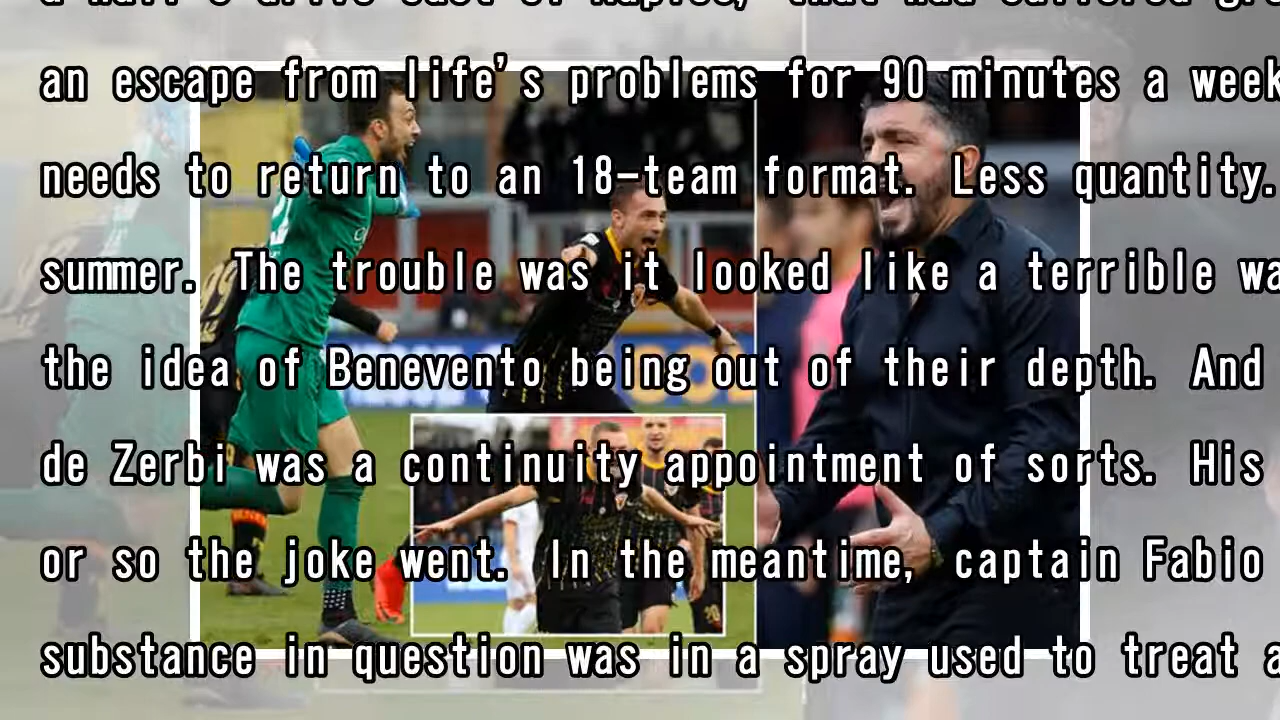 an escape from life's problems for 90 minutes a week
needs to return to an 18-team format. Less quantity.
summer. The trouble was it looked like a terrible
the idea of Benevento being out of their depth. And
de Zerbi was a continuity appointment of sorts. His
or so the joke went. In the meantime, captain Fabio
substance in question was in a spray used to treat